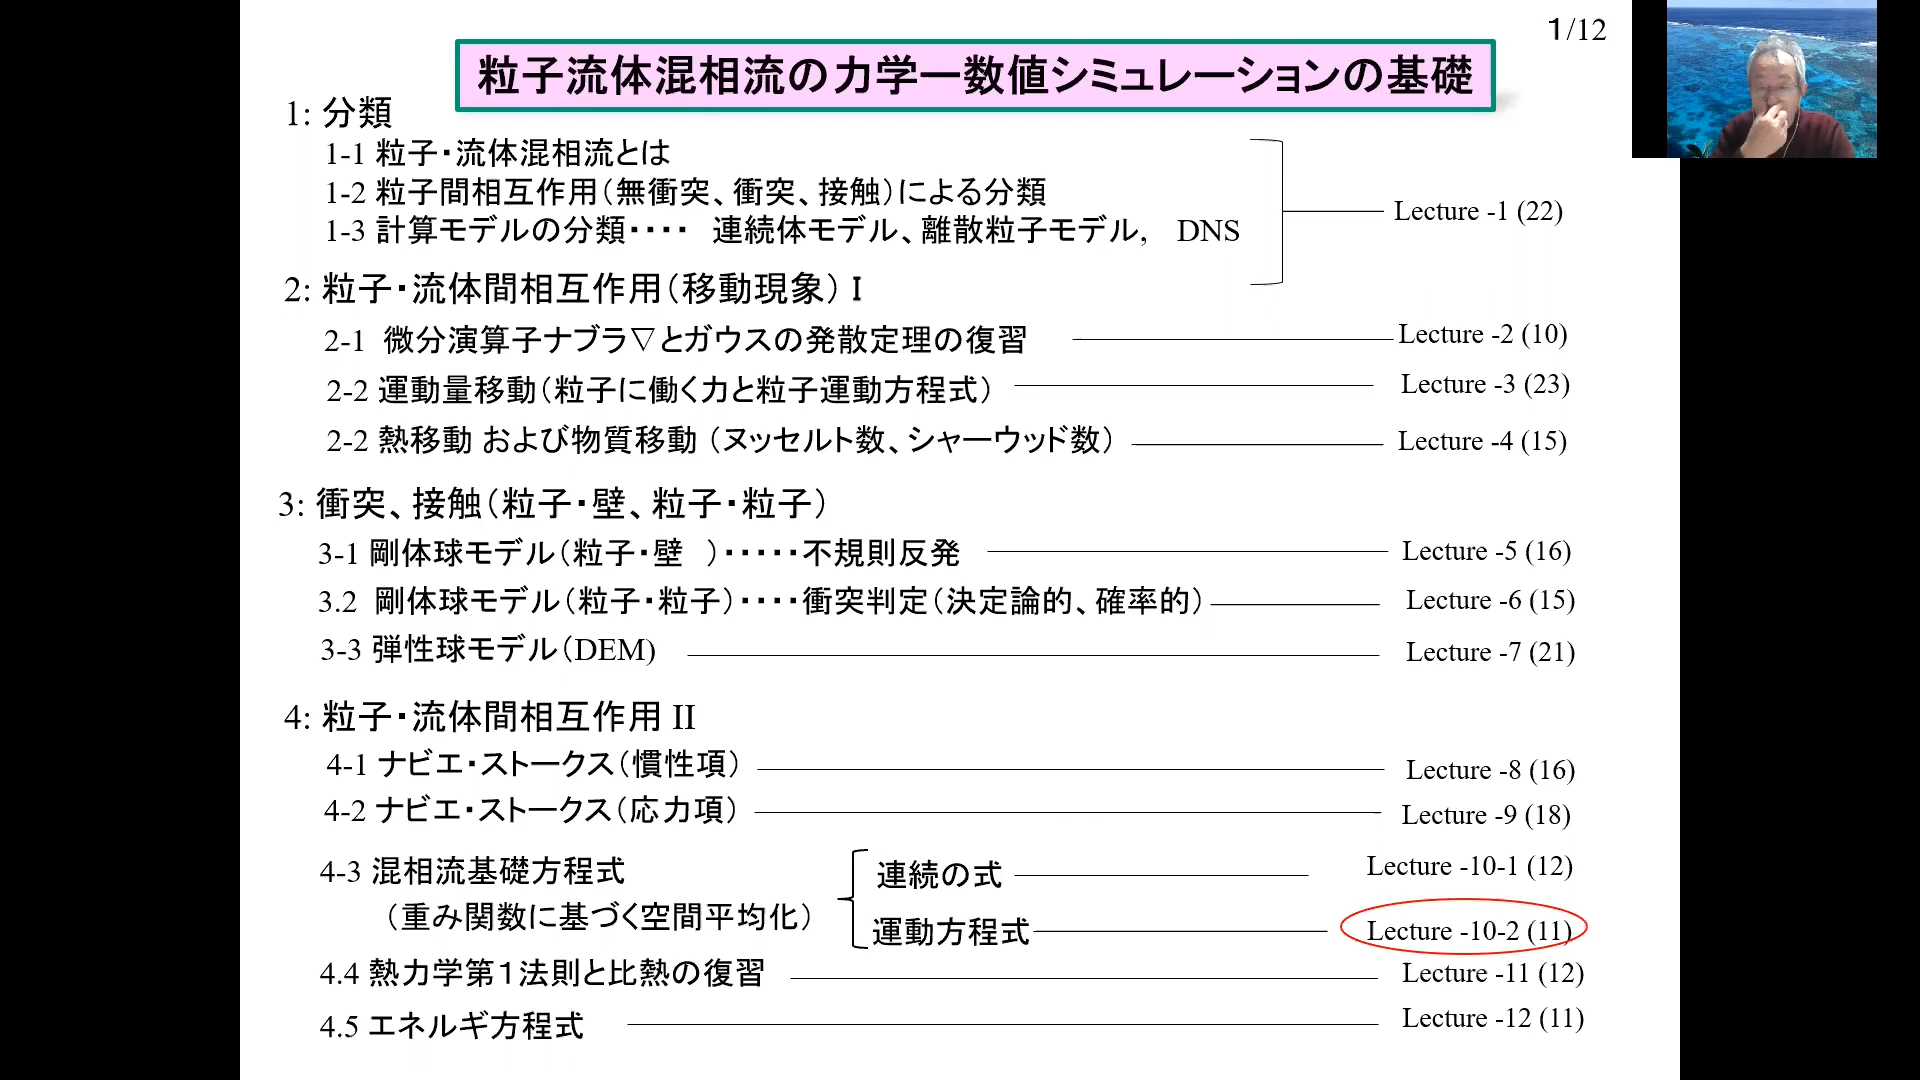 1/12
粒子流体混相流の力学ー数値シミュレーションの基礎
1: 分類
1-1 粒子・流体混相流とは
1-2 粒子間相互作用（無衝突、衝突、接触）による分類
1-3 計算モデルの分類・・・・　連続体モデル、離散粒子モデル,　DNS
Lecture -1 (22)
2: 粒子・流体間相互作用（移動現象）I
2-1 微分演算子ナブラ▽とガウスの発散定理の復習 Lecture -2 (10)
2-2 運動量移動（粒子に働く力と粒子運動方程式） Lecture -3 (23)
2-2 熱移動 および物質移動 （ヌッセルト数、シャーウッド数） Lecture -4 (15)
3: 衝突、接触（粒子・壁、粒子・粒子）
3-1 剛体球モデル（粒子・壁　）・・・・・不規則反発 Lecture -5 (16)
3.2 剛体球モデル（粒子・粒子）・・・・衝突判定（決定論的、確率的） Lecture -6 (15)
3-3 弾性球モデル（DEM) Lecture -7 (21)
4: 粒子・流体間相互作用 II
4-1 ナビエ・ストークス（慣性項） Lecture -8 (16)
4-2 ナビエ・ストークス（応力項） Lecture -9 (18)
4-3 混相流基礎方程式 連続の式 Lecture -10-1 (12)
（重み関数に基づく空間平均化） 運動方程式 Lecture -10-2 (11)
4.4 熱力学第１法則と比熱の復習 Lecture -11 (12)
4.5 エネルギ方程式 Lecture -12 (11)